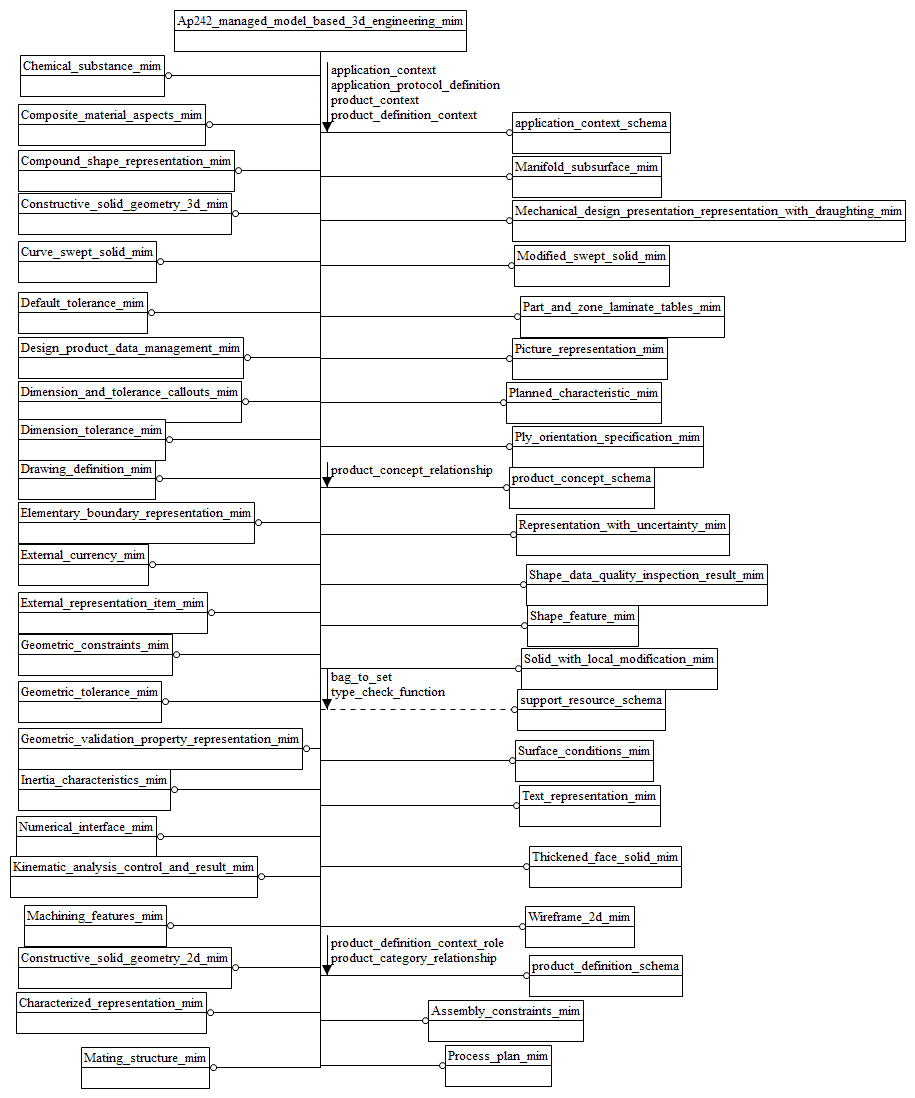 Ap242_managed_model_based_3d_engineering_mim
Chemical_substance_mim
application_context
application_protocol_definition
product_context
product_definition_context
Composite_material_aspects_mim
application_context_schema
Compound_shape_representation_mim
Manifold_subsurface_mim
Constructive_solid_geometry_3d_mim
Mechanical_design_presentation_representation_with_draughting_mim
Curve_swept_solid_mim
Modified_swept_solid_mim
Default_tolerance_mim
Part_and_zone_laminate_tables_mim
Design_product_data_management_mim
Picture_representation_mim
Dimension_and_tolerance_callouts_mim
Planned_characteristic_mim
Dimension_tolerance_mim
Ply_orientation_specification_mim
Drawing_definition_mim
product_concept_relationship
product_concept_schema
Elementary_boundary_representation_mim
Representation_with_uncertainty_mim
External_currency_mim
Shape_data_quality_inspection_result_mim
External_representation_item_mim
Shape_feature_mim
Geometric_constraints_mim
Solid_with_local_modification_mim
bag_to_set
type_check_function
Geometric_tolerance_mim
support_resource_schema
Geometric_validation_property_representation_mim
Surface_conditions_mim
Inertia_characteristics_mim
Text_representation_mim
Numerical_interface_mim
Thickened_face_solid_mim
Kinematic_analysis_control_and_result_mim
Machining_features_mim
Wireframe_2d_mim
product_definition_context_role
product_category_relationship
Constructive_solid_geometry_2d_mim
product_definition_schema
Characterized_representation_mim
Assembly_constraints_mim
Mating_structure_mim
Process_plan_mim